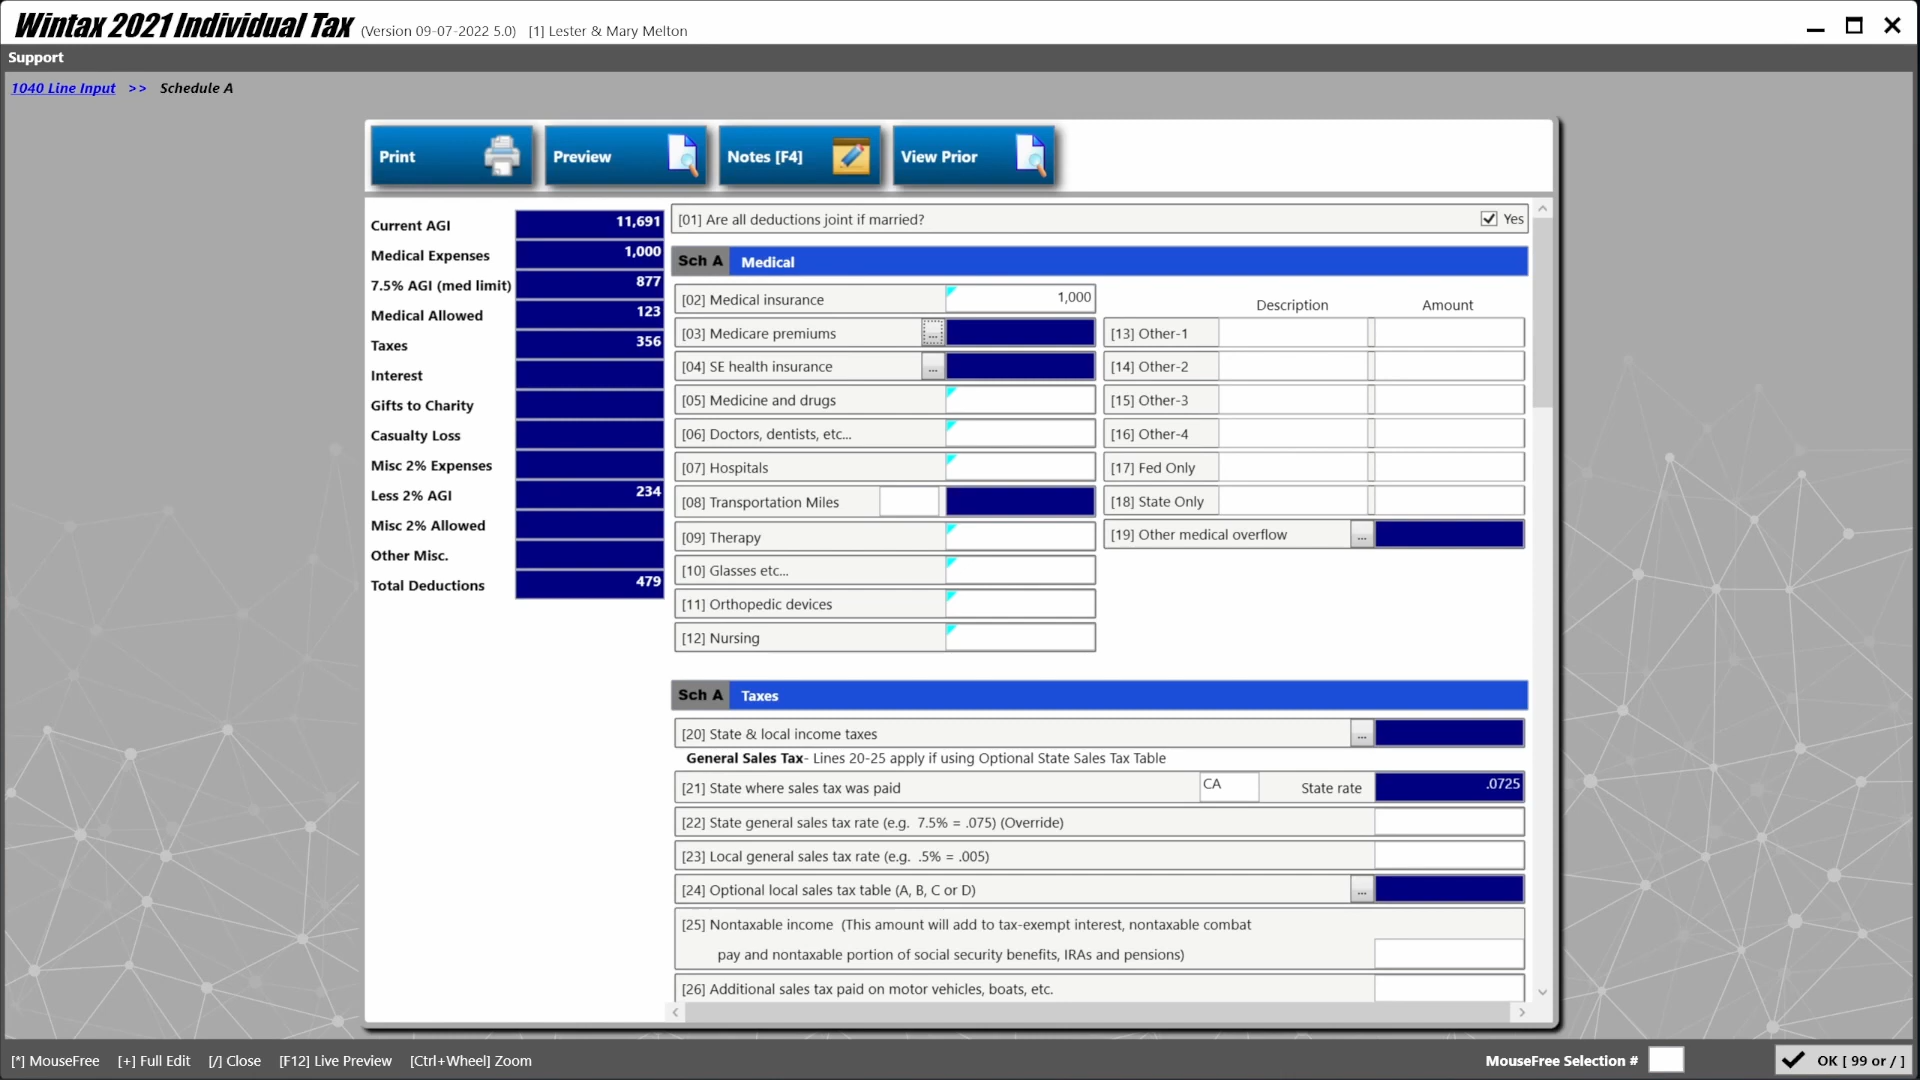 Wintax 2021 Individual Tax (Version 09-07-2022 5.0) [1] Lester & Mary Melton
Support
1040 Line Input >> Schedule A
Print
Preview
Notes [F4]
View Prior
Current AGI 11,691
Medical Expenses 1,000
7.5% AGI (med limit) 877
Medical Allowed 123
Taxes 356
Interest
Gifts to Charity
Casualty Loss
Misc 2% Expenses
Less 2% AGI 234
Misc 2% Allowed
Other Misc.
Total Deductions 479
[01] Are all deductions joint if married? Yes
Sch A Medical
[02] Medical insurance 1,000
[03] Medicare premiums ...
[04] SE health insurance ...
[05] Medicine and drugs
[06] Doctors, dentists, etc...
[07] Hospitals
[08] Transportation Miles
[09] Therapy
[10] Glasses etc...
[11] Orthopedic devices
[12] Nursing
Description Amount
[13] Other-1
[14] Other-2
[15] Other-3
[16] Other-4
[17] Fed Only
[18] State Only
[19] Other medical overflow ...
Sch A Taxes
[20] State & local income taxes ...
General Sales Tax- Lines 20-25 apply if using Optional State Sales Tax Table
[21] State where sales tax was paid CA State rate .0725
[22] State general sales tax rate (e.g. 7.5% = .075) (Override)
[23] Local general sales tax rate (e.g. .5% = .005)
[24] Optional local sales tax table (A, B, C or D) ...
[25] Nontaxable income (This amount will add to tax-exempt interest, nontaxable combat
pay and nontaxable portion of social security benefits, IRAs and pensions)
[26] Additional sales tax paid on motor vehicles, boats, etc.
[*] MouseFree [+] Full Edit [/] Close [F12] Live Preview [Ctrl+Wheel] Zoom
MouseFree Selection #
OK [ 99 or / ]